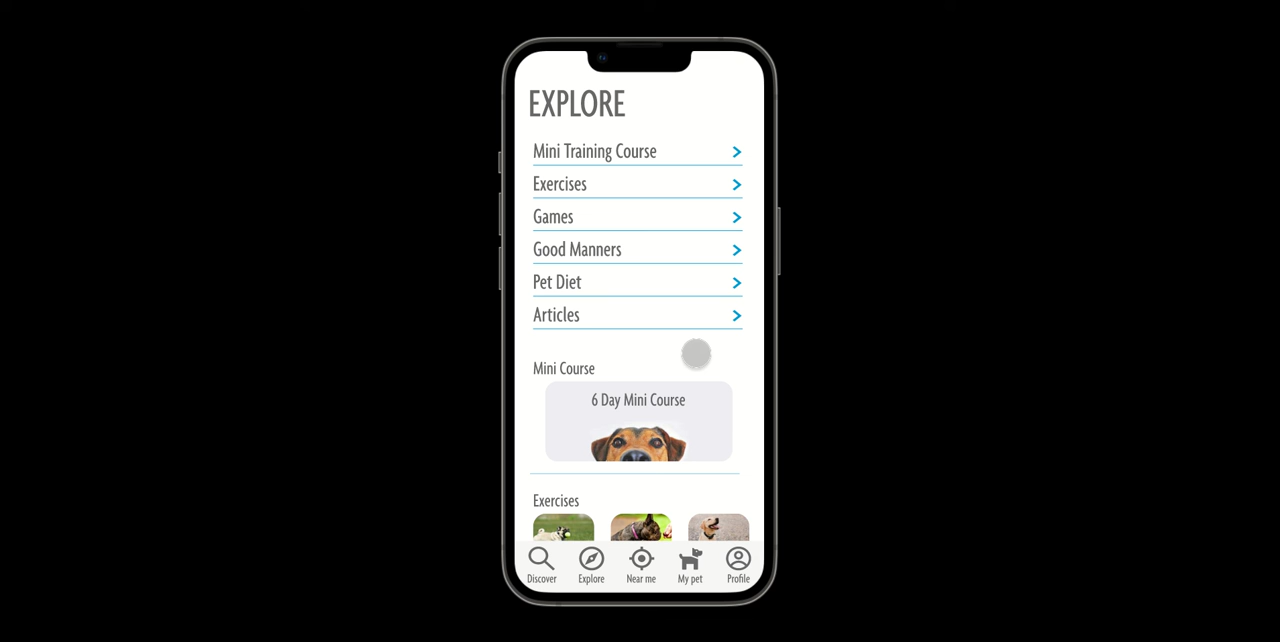 EXPLORE
Mini Training Course
Exercises
Games
Good Manners
Pet Diet
Articles
Mini Course
6 Day Mini Course
Exercises
Discover Explore Near me My pet Profile